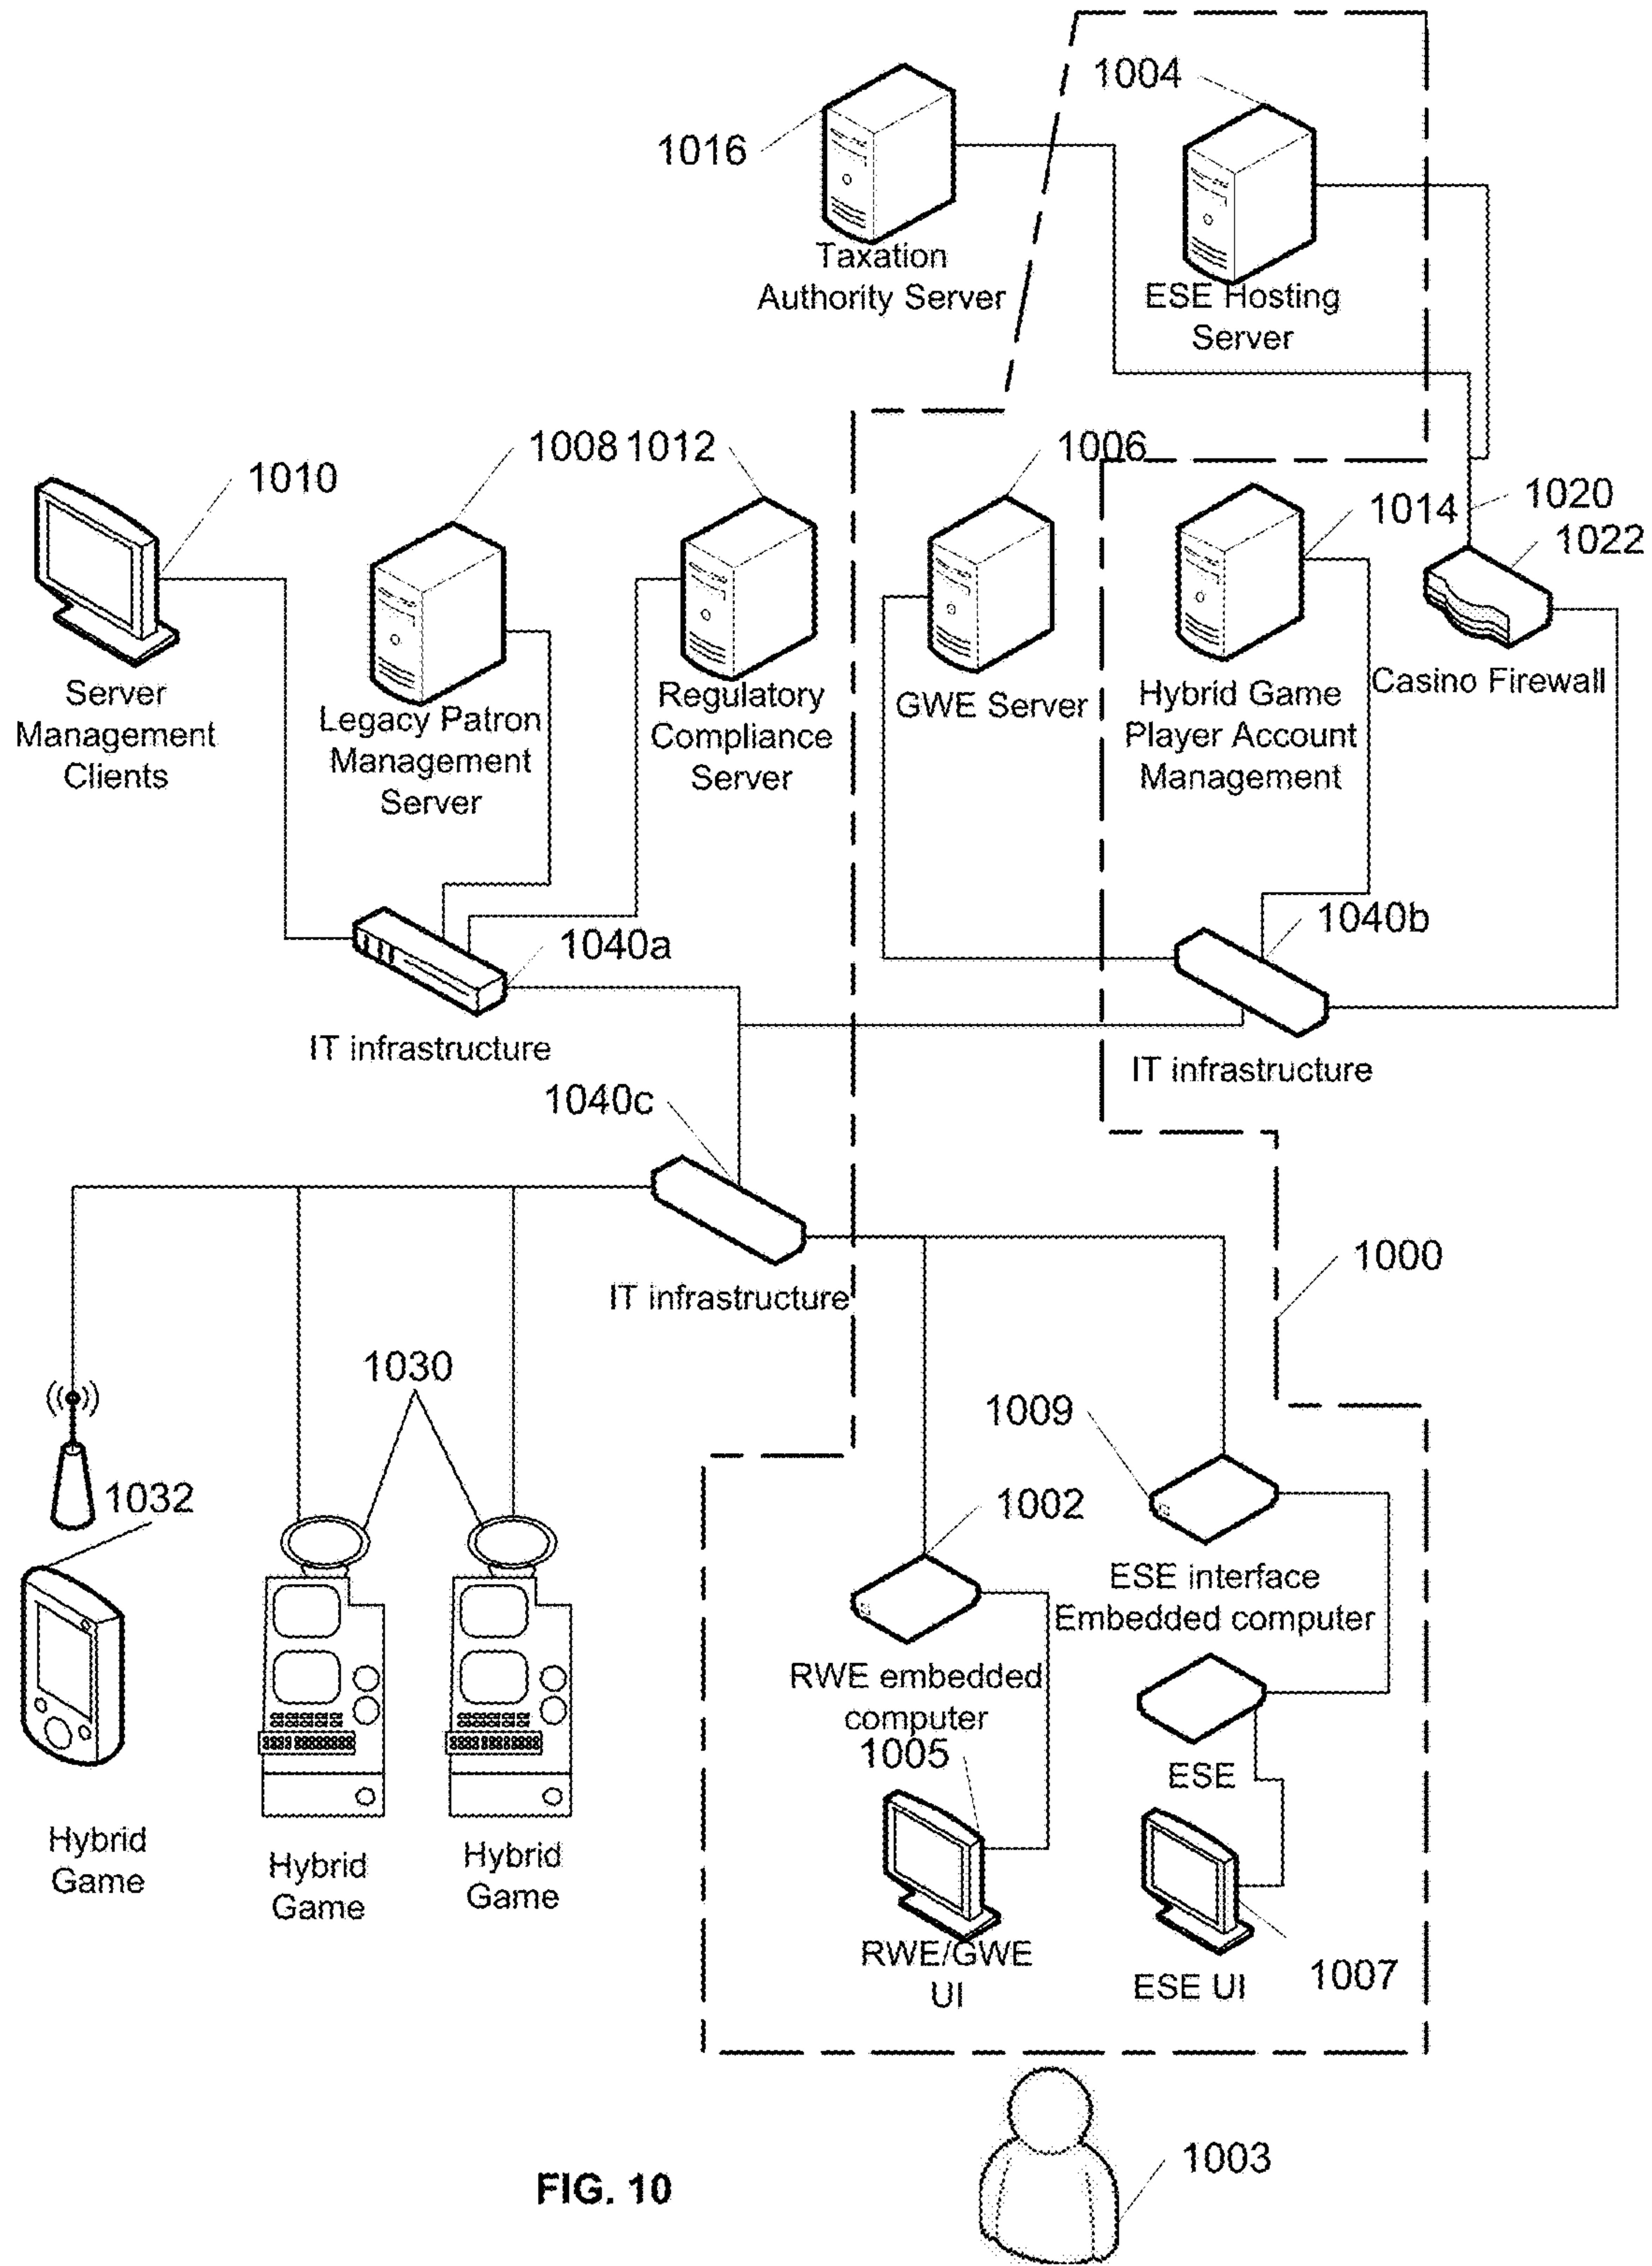 1004
1016
Taxation
Authority Server
ESE Hosting
Server
1010
1008
1012
1006
1014
1020
1022
Server
Management
Clients
Legacy Patron
Management
Server
Regulatory
Compliance
Server
GWE Server
Hybrid Game
Player Account
Management
Casino Firewall
1040a
IT infrastructure
1040b
IT infrastructure
1040c
IT infrastructure
1000
1030
1032
1009
1002
ESE interface
Embedded computer
RWE embedded
computer
1005
ESE
Hybrid
Game
Hybrid
Game
Hybrid
Game
RWE/GWE
UI
ESE UI
1007
1003
FIG. 10